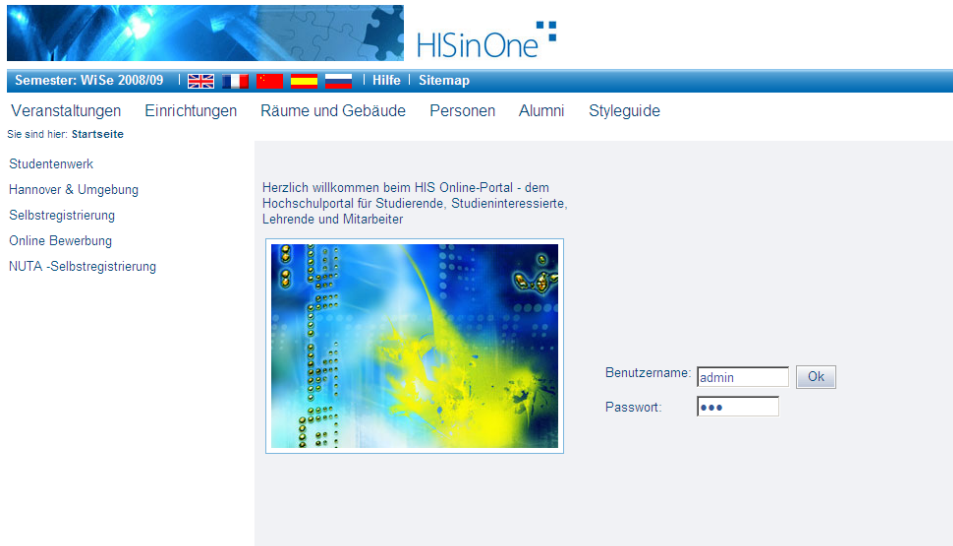 HISinOne
Semester: WiSe 2008/09 | | Hilfe | Sitemap
Veranstaltungen Einrichtungen Räume und Gebäude Personen Alumni Styleguide
Sie sind hier: Startseite
Studentenwerk
Hannover & Umgebung
Selbstregistrierung
Online Bewerbung
NUTA -Selbstregistrierung
Herzlich willkommen beim HIS Online-Portal - dem
Hochschulportal für Studierende, Studieninteressierte,
Lehrende und Mitarbeiter
Benutzername: admin Ok
Passwort: •••